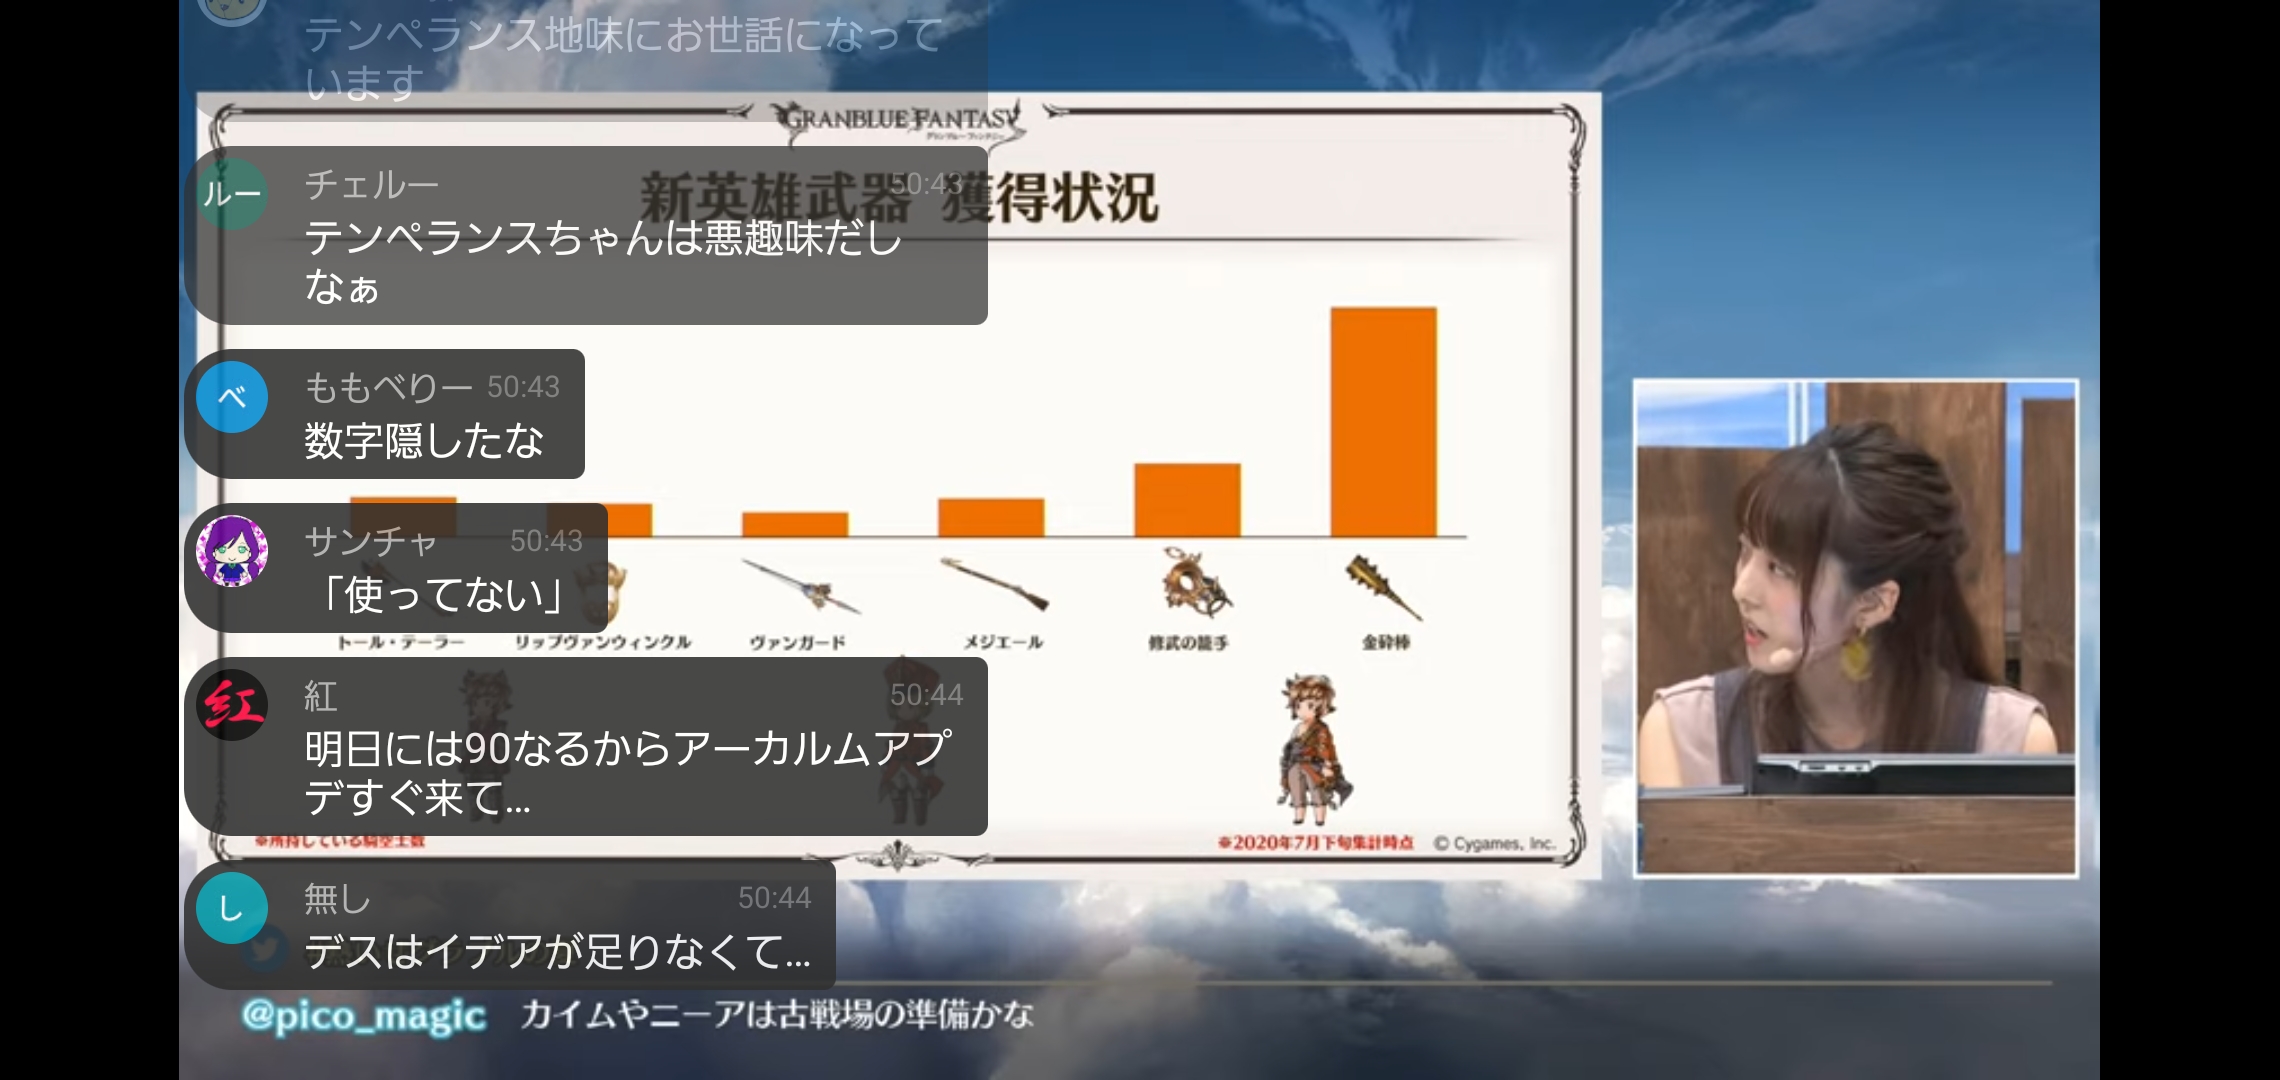 テンペランス地味にお世話になって
います
GRANBLUE FANTASY
グランブルーファンタジー
新英雄武器 獲得状況
ルー
チェルー 50:43
テンペランスちゃんは悪趣味だし
なぁ
べ
ももべりー 50:43
数字隠したな
サンチャ 50:43
「使ってない」
トール・テーラー
リップヴァンウィンクル
ヴァンガード
メジエール
修武の籠手
金砕棒
紅
紅 50:44
明日には90なるからアーカルムアプ
デすぐ来て…
※所持している騎空士数
※2020年7月下旬集計時点 © Cygames, Inc.
し
無し 50:44
デスはイデアが足りなくて…
@pico_magic カイムやニーアは古戦場の準備かな